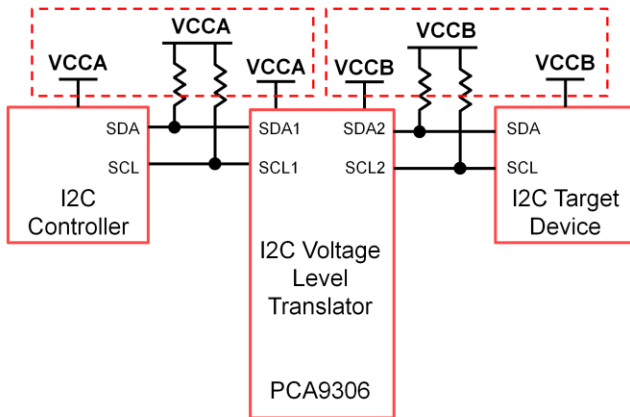 VCCA
VCCB
VCCA
VCCA
VCCB
VCCB
SDA
SDA1
SDA2
SDA
SCL
SCL1
SCL2
SCL
I2C
Controller
I2C Voltage
Level
Translator
I2C Target
Device
PCA9306